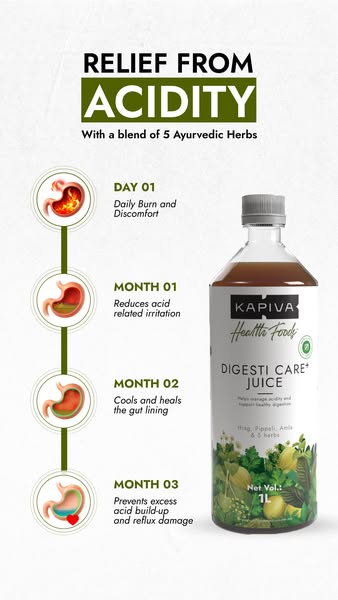 RELIEF FROM
ACIDITY
With a blend of 5 Ayurvedic Herbs
DAY 01
Daily Burn and
Discomfort
MONTH 01
Reduces acid
related irritation
MONTH 02
Cools and heals
the gut lining
MONTH 03
Prevents excess
acid build-up
and reflux damage
KAPIVA
Health Foods
DIGESTI CARE+
JUICE
Helps manage acidity and
support healthy digestion
Hing, Pippali, Amla
& 5 herbs
Net Vol.:
1L